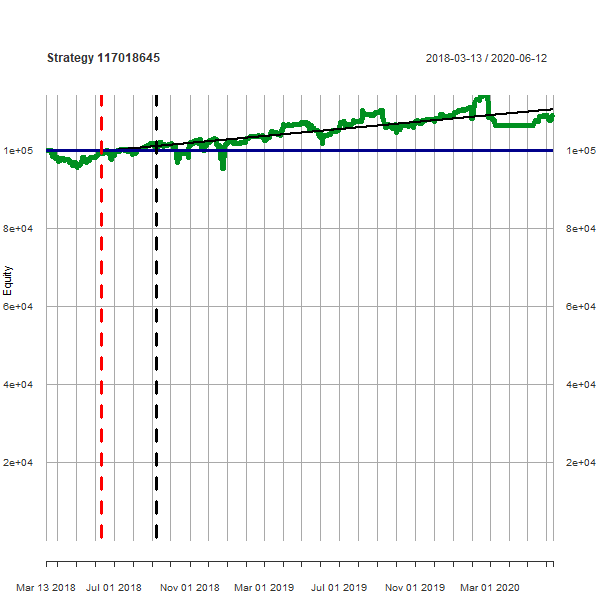 Strategy 117018645
2018-03-13 / 2020-06-12
1e+05
1e+05
8e+04
8e+04
Equity
6e+04
6e+04
4e+04
4e+04
2e+04
2e+04
Mar 13 2018
Jul 01 2018
Nov 01 2018
Mar 01 2019
Jul 01 2019
Nov 01 2019
Mar 01 2020